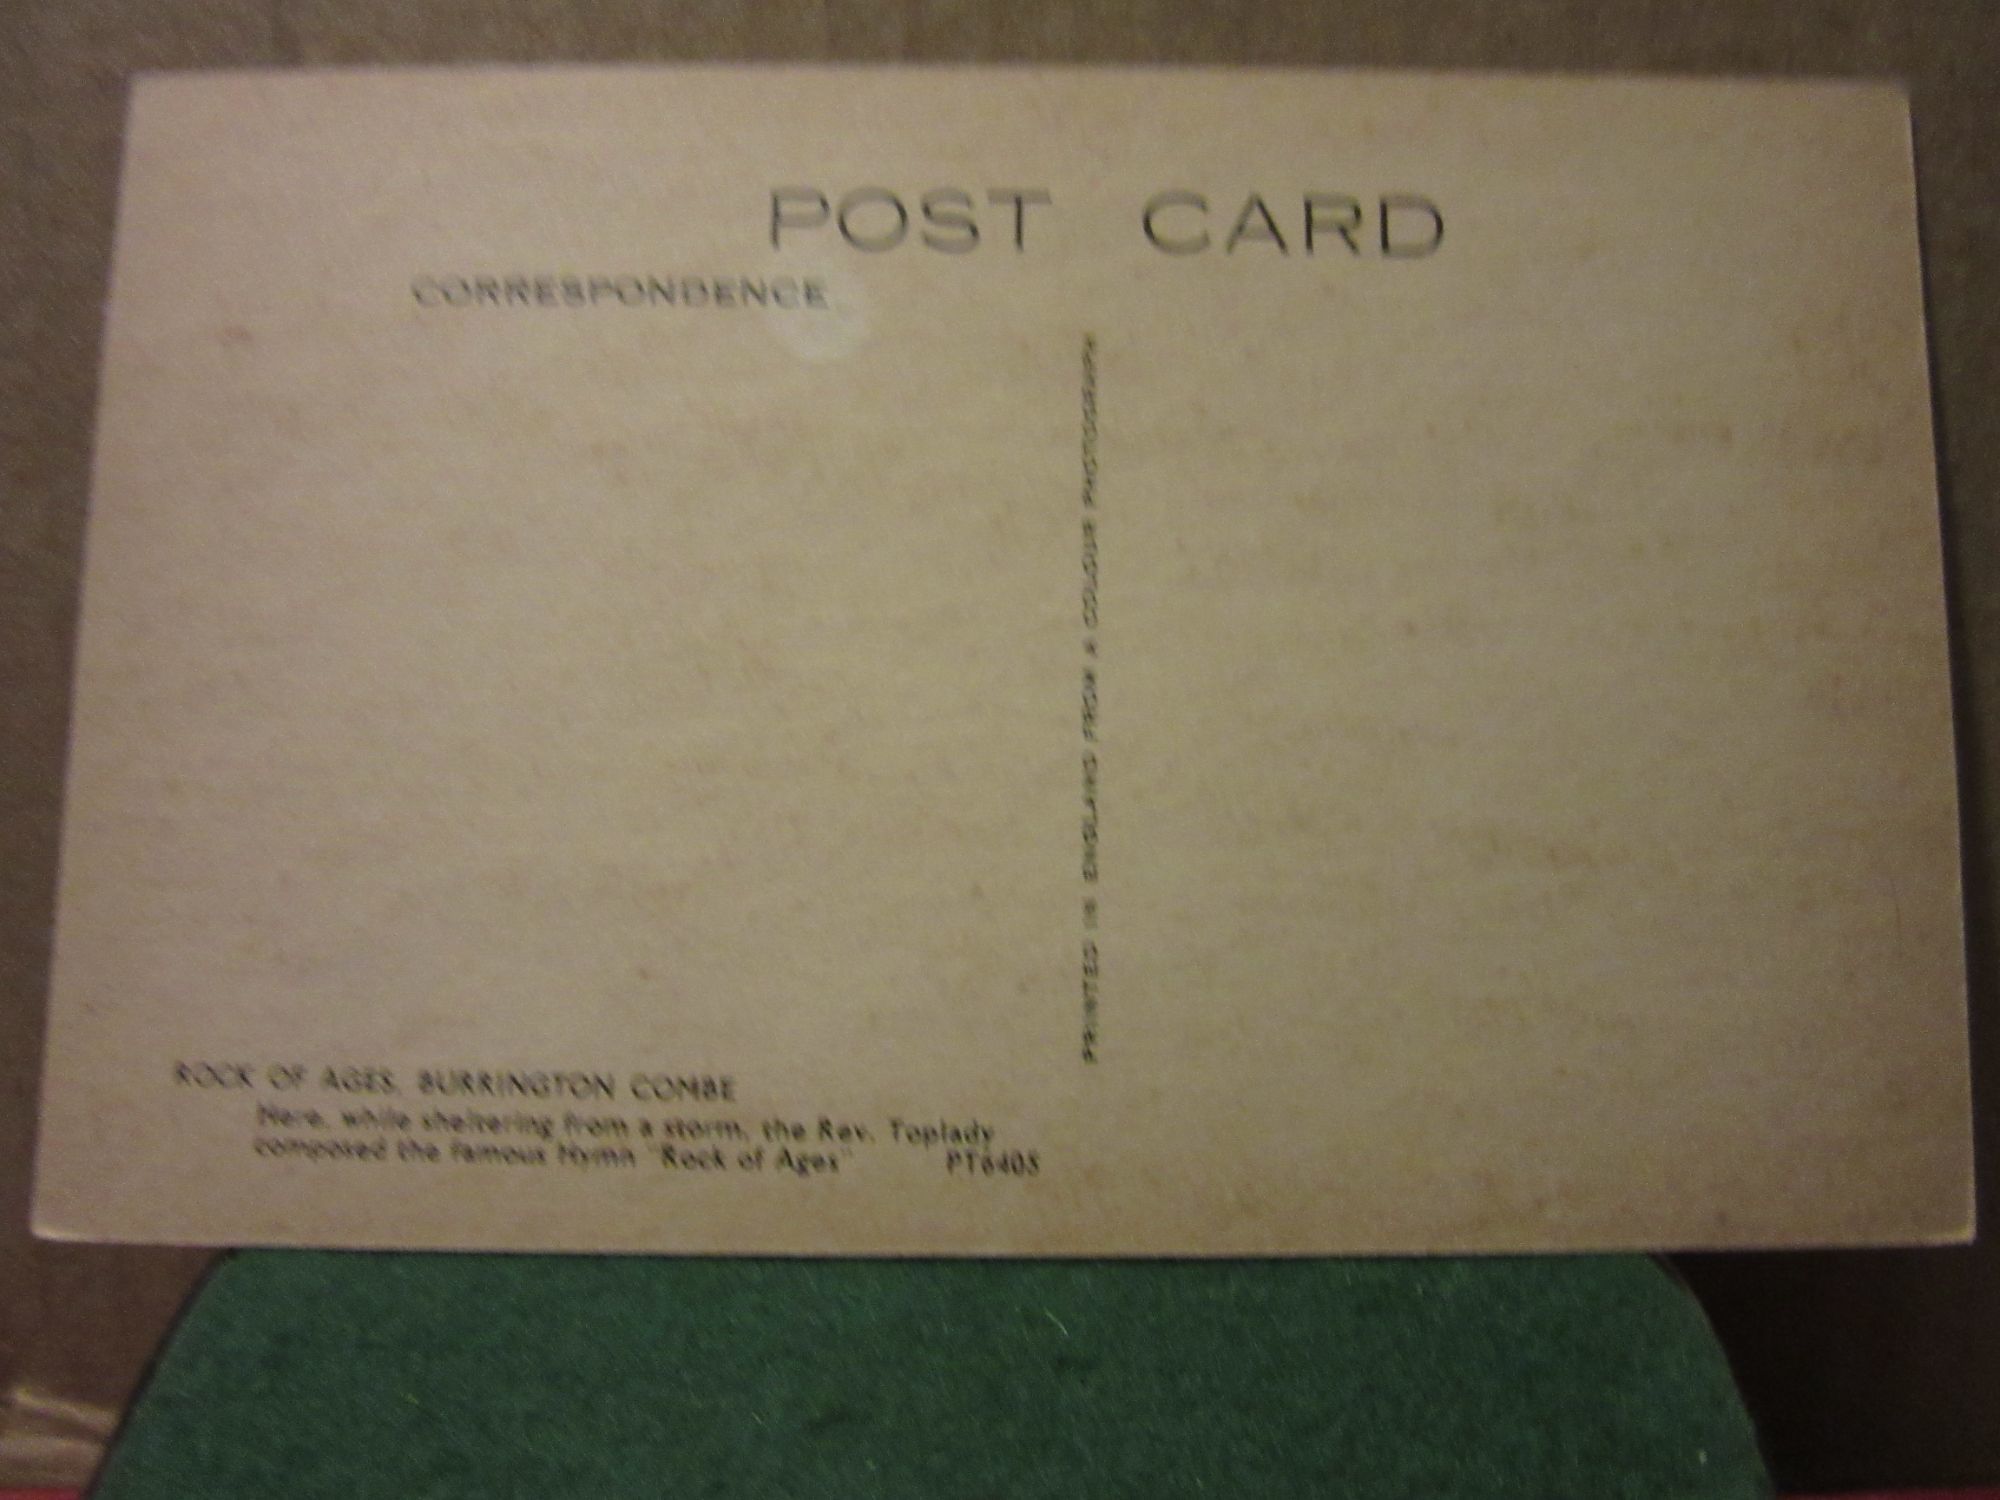 POST CARD
CORRESPONDENCE
PRINTED IN ENGLAND FROM A COLOUR PHOTOGRAPH
ROCK OF AGES, BURRINGTON COMBE
Here, while sheltering from a storm, the Rev. Toplady
composed the famous Hymn "Rock of Ages" PT6405